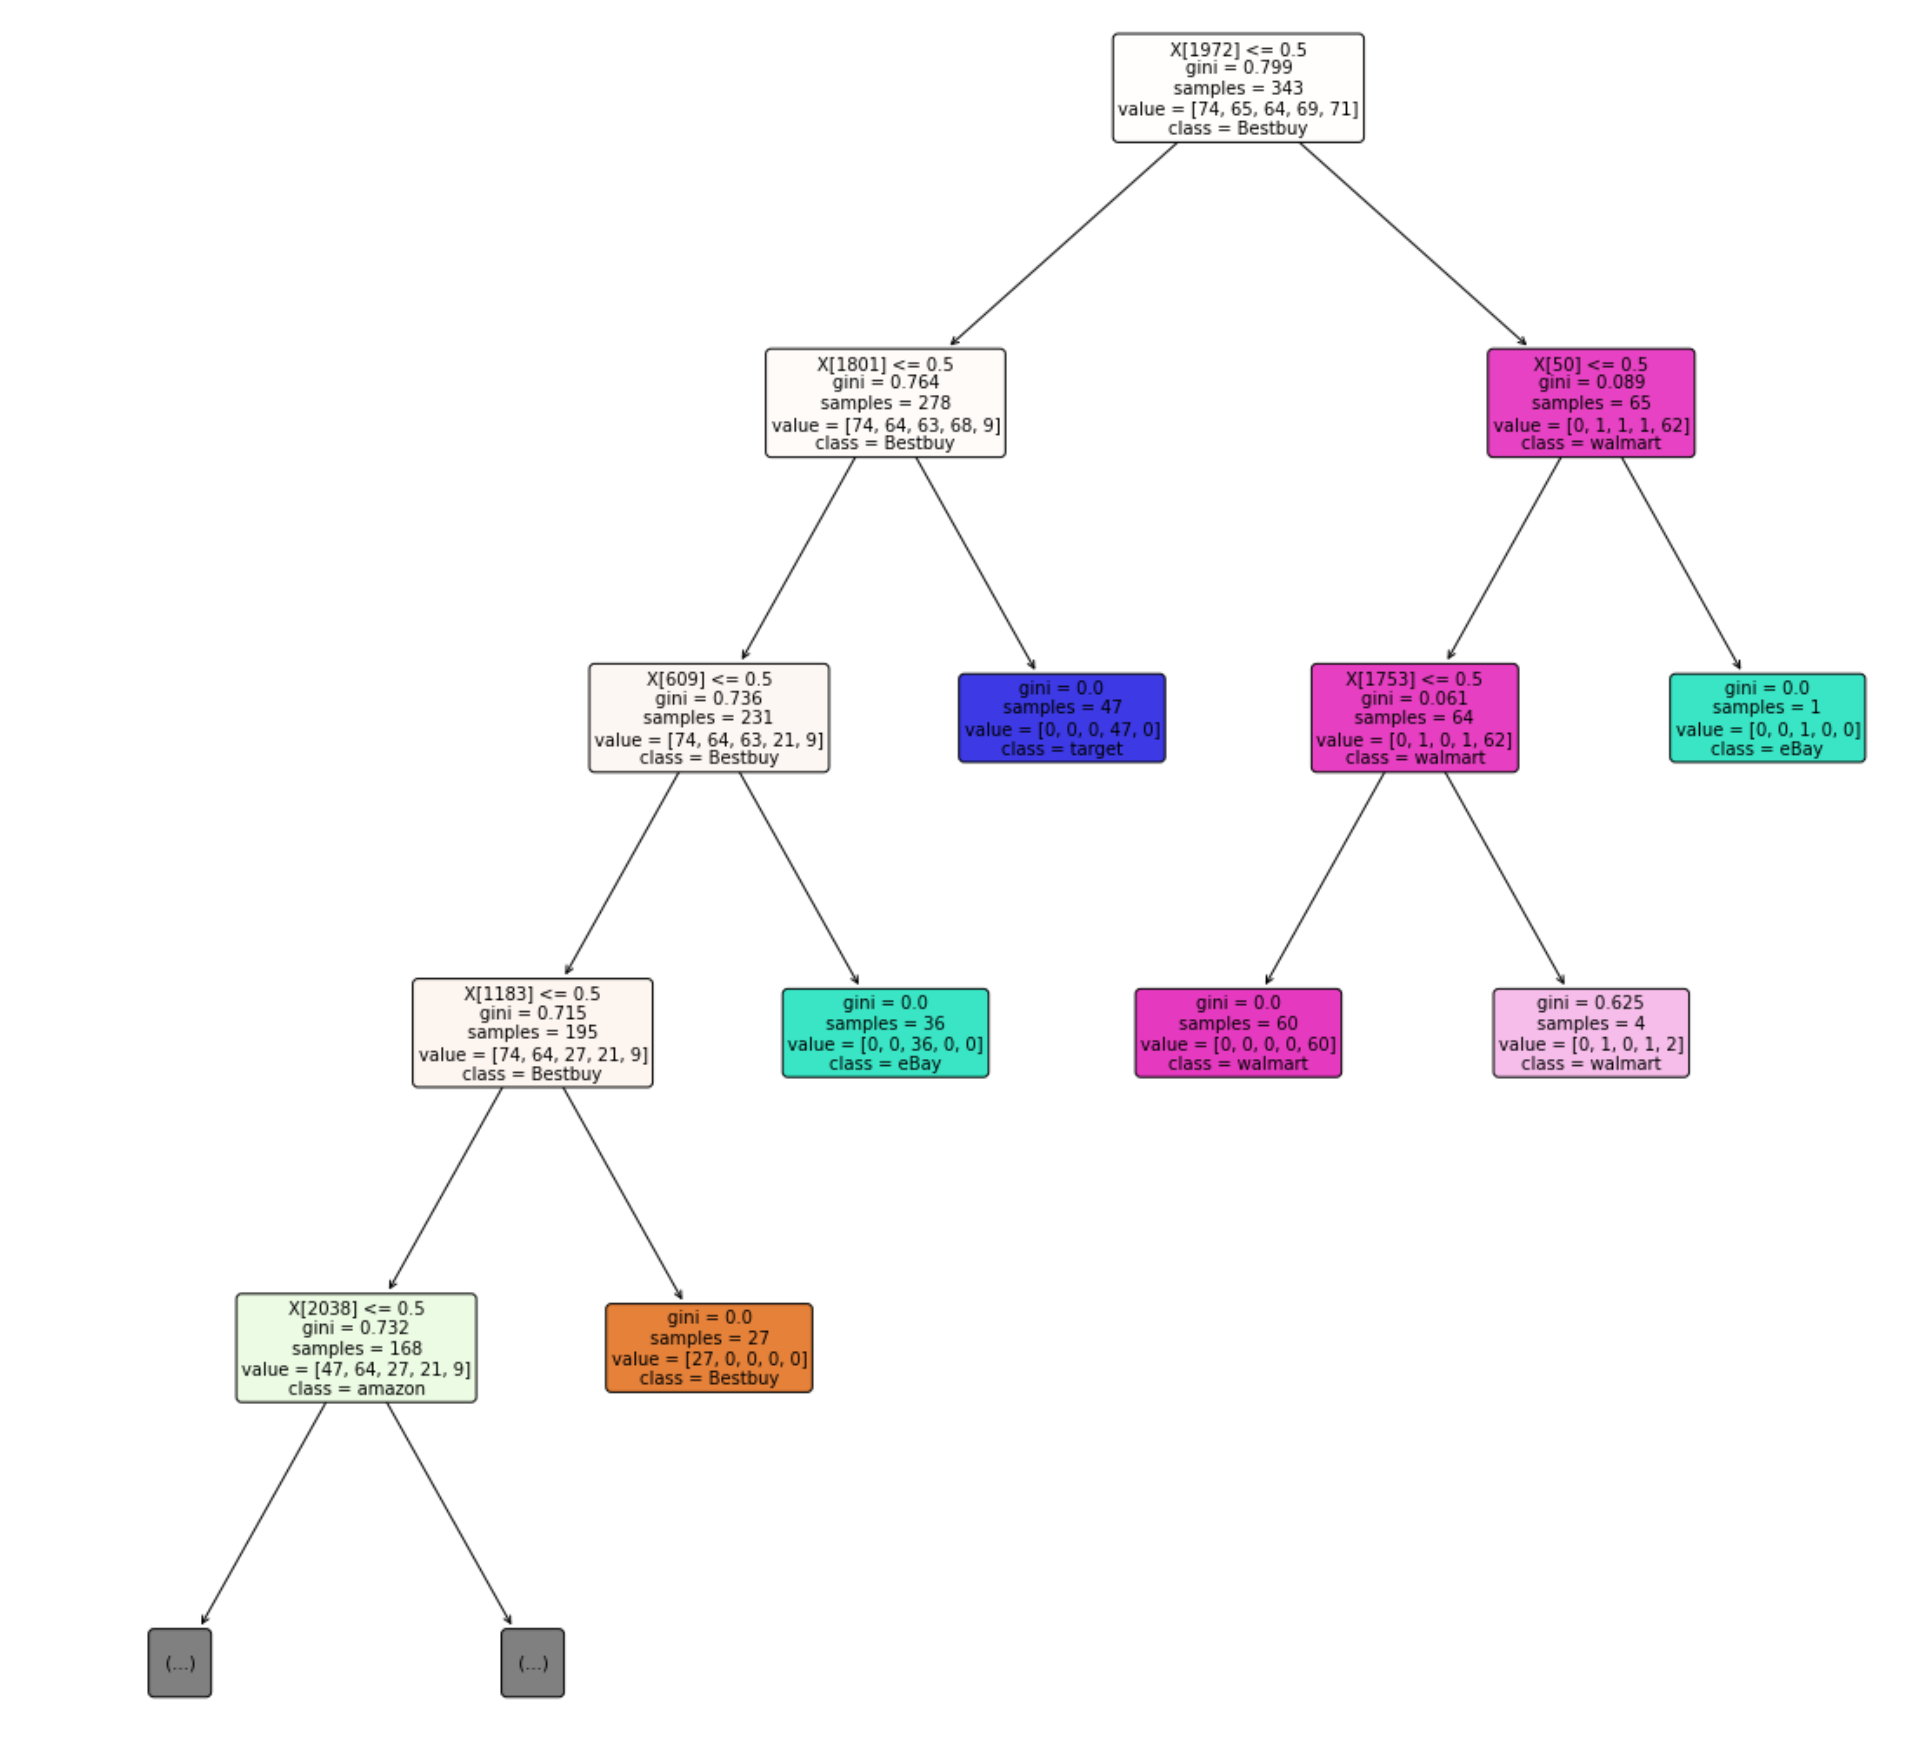 X[1972] <= 0.5
gini = 0.799
samples = 343
value = [74, 65, 64, 69, 71]
class = Bestbuy
X[1801] <= 0.5
gini = 0.764
samples = 278
value = [74, 64, 63, 68, 9]
class = Bestbuy
X[50] <= 0.5
gini = 0.089
samples = 65
value = [0, 1, 1, 1, 62]
class = walmart
X[609] <= 0.5
gini = 0.736
samples = 231
value = [74, 64, 63, 21, 9]
class = Bestbuy
gini = 0.0
samples = 47
value = [0, 0, 0, 47, 0]
class = target
X[1753] <= 0.5
gini = 0.061
samples = 64
value = [0, 1, 0, 1, 62]
class = walmart
gini = 0.0
samples = 1
value = [0, 0, 1, 0, 0]
class = eBay
X[1183] <= 0.5
gini = 0.715
samples = 195
value = [74, 64, 27, 21, 9]
class = Bestbuy
gini = 0.0
samples = 36
value = [0, 0, 36, 0, 0]
class = eBay
gini = 0.0
samples = 60
value = [0, 0, 0, 0, 60]
class = walmart
gini = 0.625
samples = 4
value = [0, 1, 0, 1, 2]
class = walmart
X[2038] <= 0.5
gini = 0.732
samples = 168
value = [47, 64, 27, 21, 9]
class = amazon
gini = 0.0
samples = 27
value = [27, 0, 0, 0, 0]
class = Bestbuy
(...)
(...)